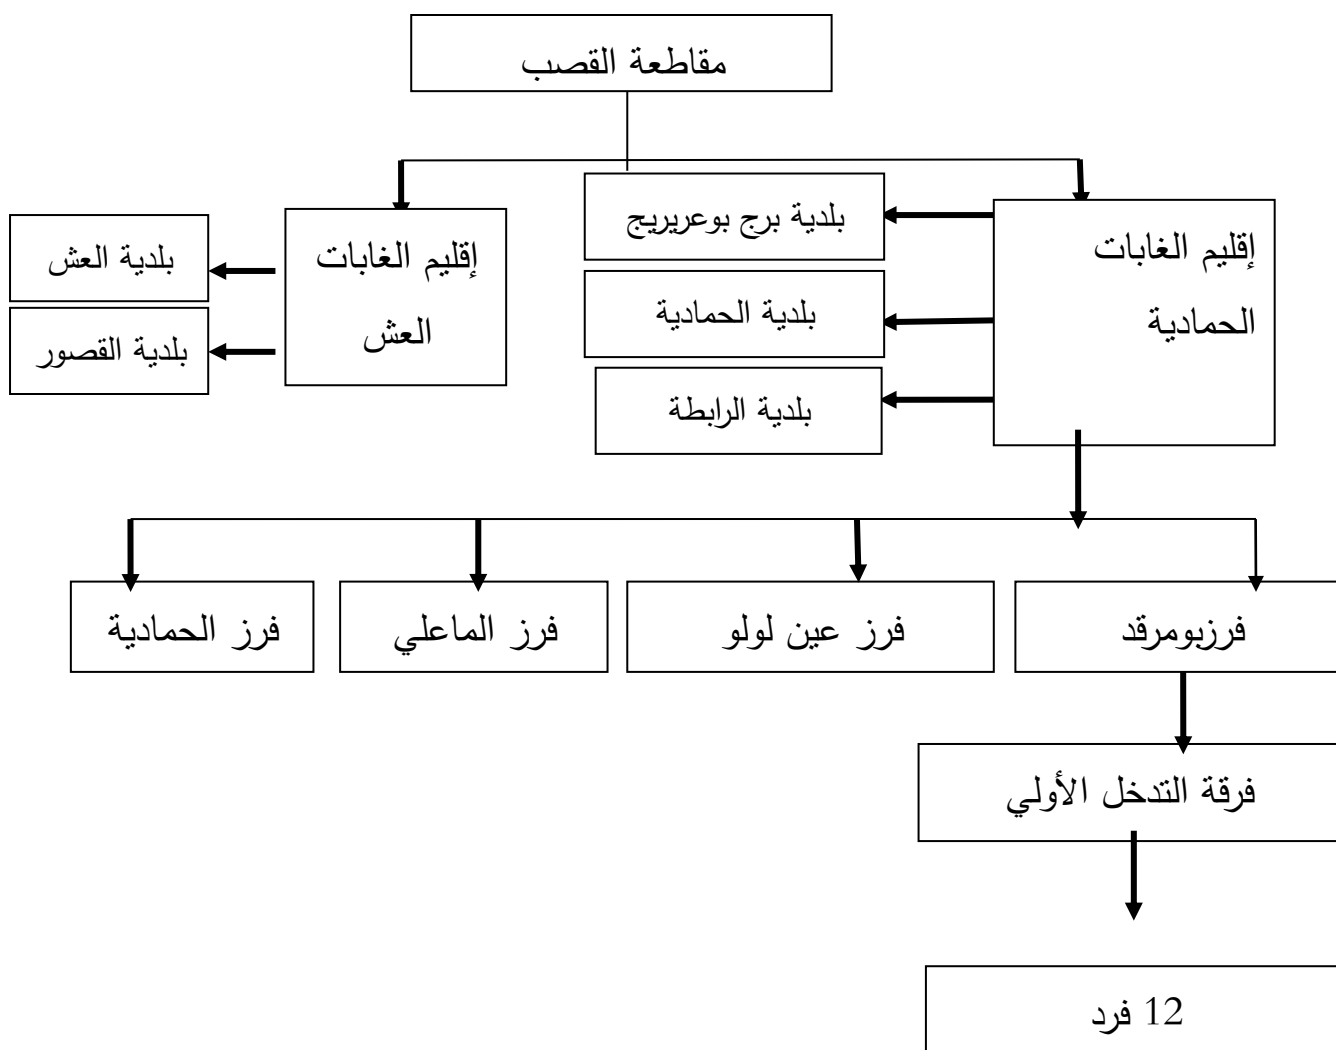 مقاطعة القصب
إقليم الغابات
الحمادية
بلدية برج بوعريريج
بلدية الحمادية
بلدية الرابطة
إقليم الغابات
العش
بلدية العش
بلدية القصور
فرزبومرقد
فرز عين لولو
فرز الماعلي
فرز الحمادية
فرقة التدخل الأولي
12 فرد